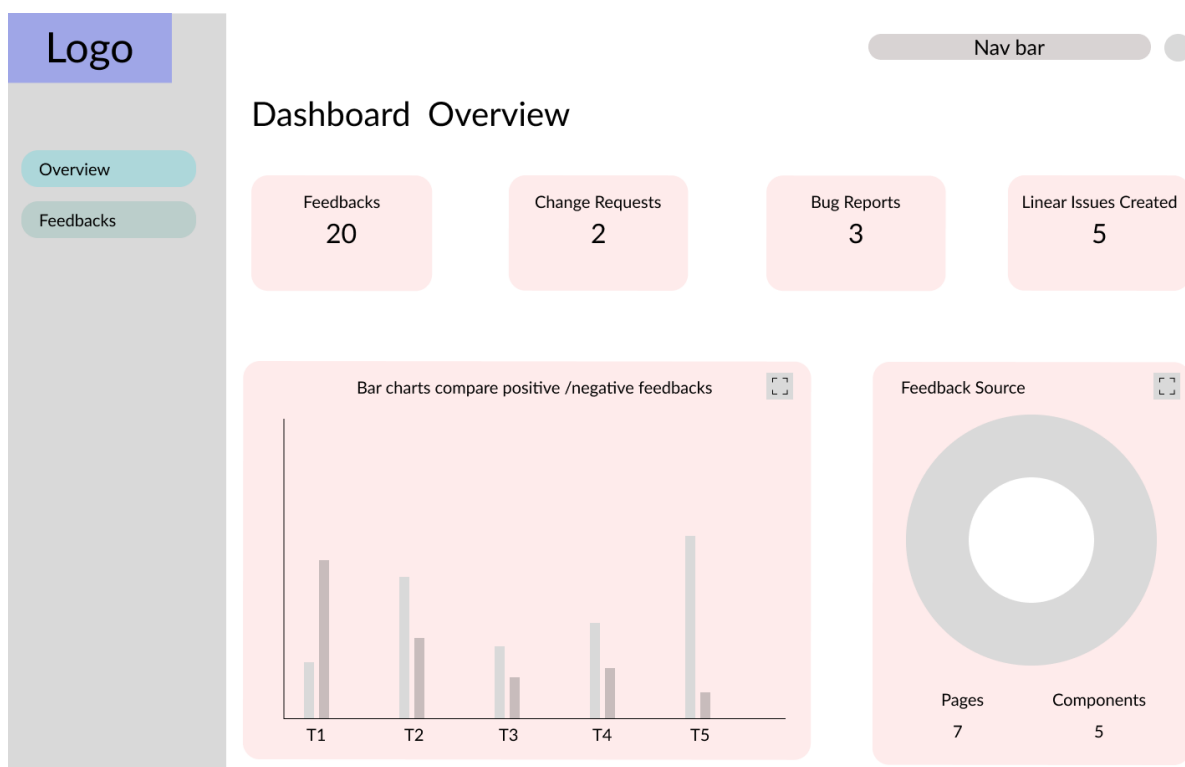 Logo
Nav bar
Dashboard Overview
Overview
Feedbacks
Feedbacks
20
Change Requests
2
Bug Reports
3
Linear Issues Created
5
Bar charts compare positive /negative feedbacks
T1 T2 T3 T4 T5
Feedback Source
Pages Components
7 5